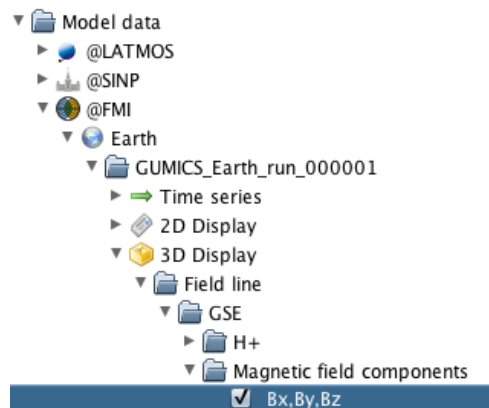 Model data
@LATMOS
@SINP
@FMI
Earth
GUMICS_Earth_run_000001
Time series
2D Display
3D Display
Field line
GSE
H+
Magnetic field components
Bx,By,Bz